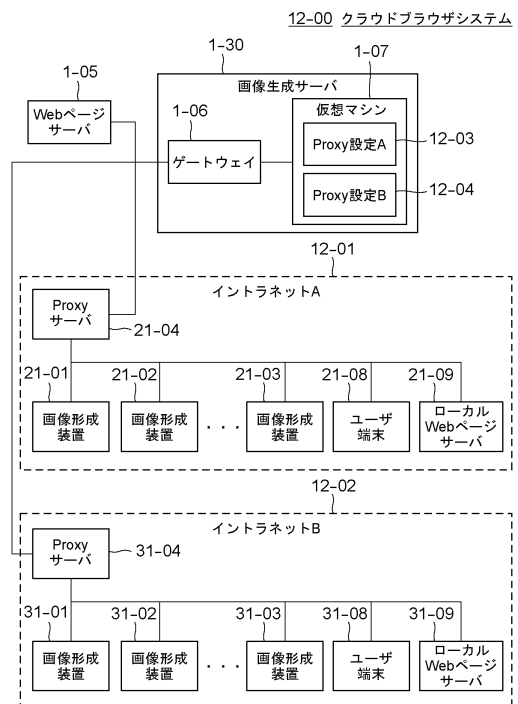 12-00 クラウドブラウザシステム
1-30
1-07
画像生成サーバ
1-05
Webページ
サーバ
1-06
ゲートウェイ
仮想マシン
Proxy設定A
12-03
Proxy設定B
12-04
12-01
イントラネットA
Proxy
サーバ
21-04
21-01
21-02
21-03
21-08
21-09
画像形成
装置
画像形成
装置
...
画像形成
装置
ユーザ
端末
ローカル
Webページ
サーバ
12-02
イントラネットB
Proxy
サーバ
31-04
31-01
31-02
31-03
31-08
31-09
画像形成
装置
画像形成
装置
...
画像形成
装置
ユーザ
端末
ローカル
Webページ
サーバ